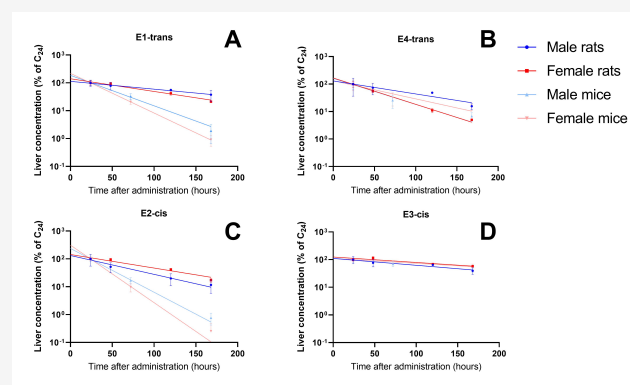 E1-trans
A
Liver concentration (% of C24)
10³
10²
10¹
10⁰
10⁻¹
0 50 100 150 200
Time after administration (hours)
E4-trans
B
Liver concentration (% of C24)
10³
10²
10¹
10⁰
10⁻¹
0 50 100 150 200
Time after administration (hours)
Male rats
Female rats
Male mice
Female mice
E2-cis
C
Liver concentration (% of C24)
10³
10²
10¹
10⁰
10⁻¹
0 50 100 150 200
Time after administration (hours)
E3-cis
D
Liver concentration (% of C24)
10³
10²
10¹
10⁰
10⁻¹
0 50 100 150 200
Time after administration (hours)